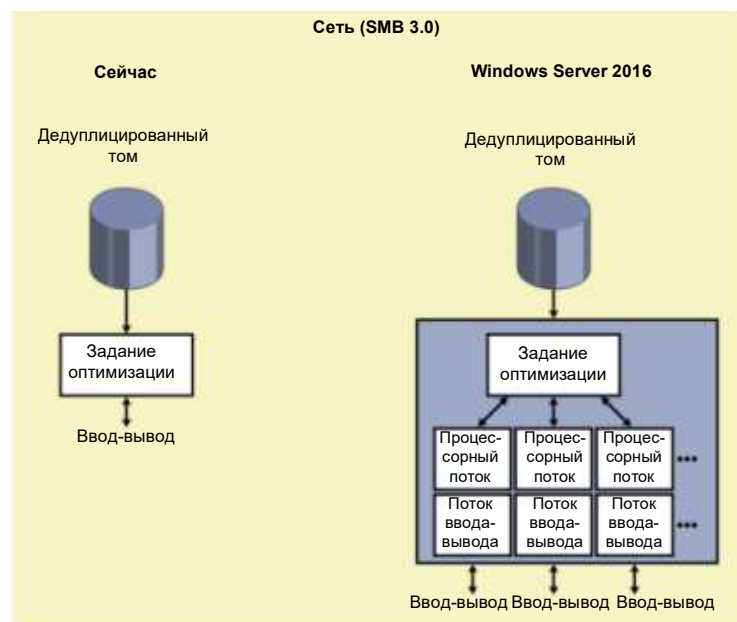 Сеть (SMB 3.0)
Сейчас
Дедуплицированный
том
Задание
оптимизации
Ввод-вывод
Windows Server 2016
Дедуплицированный
том
Задание
оптимизации
Процес-
сорный
поток
Процес-
сорный
поток
Процес-
сорный
поток
•••
Поток
ввода-
вывода
Поток
ввода-
вывода
Поток
ввода-
вывода
•••
Ввод-вывод Ввод-вывод Ввод-вывод